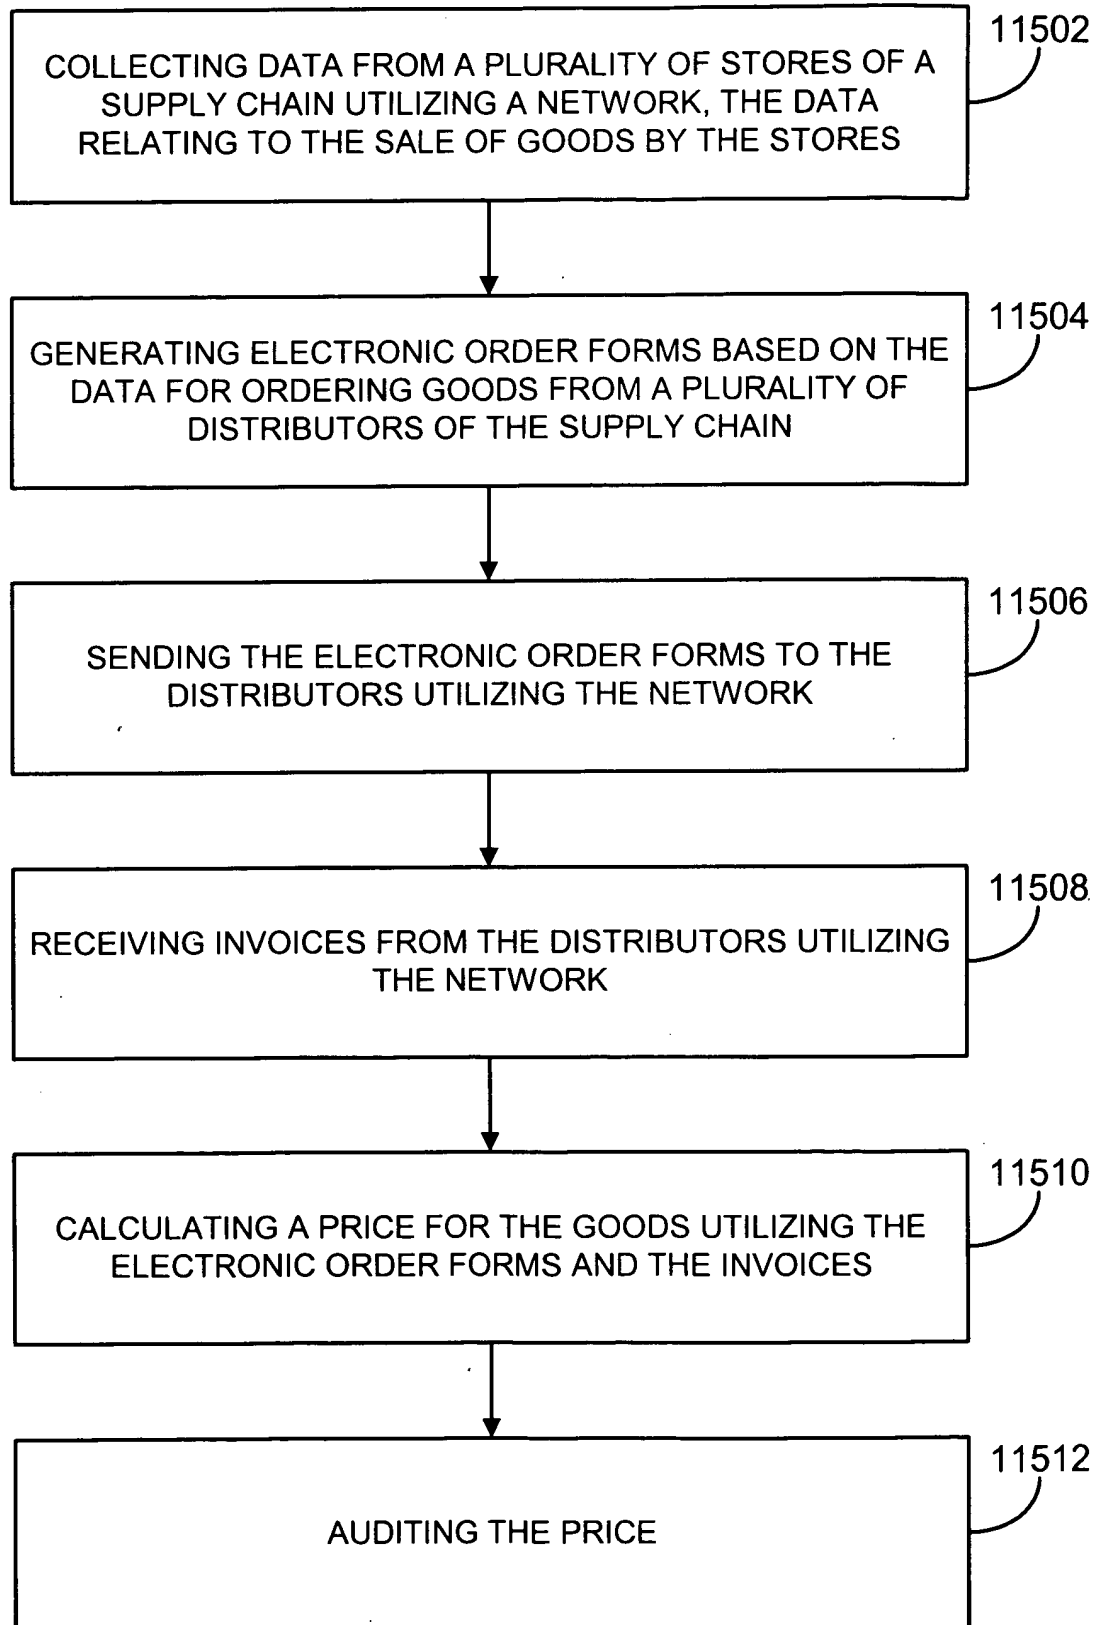 11502
COLLECTING DATA FROM A PLURALITY OF STORES OF A
SUPPLY CHAIN UTILIZING A NETWORK, THE DATA
RELATING TO THE SALE OF GOODS BY THE STORES
11504
GENERATING ELECTRONIC ORDER FORMS BASED ON THE
DATA FOR ORDERING GOODS FROM A PLURALITY OF
DISTRIBUTORS OF THE SUPPLY CHAIN
11506
SENDING THE ELECTRONIC ORDER FORMS TO THE
DISTRIBUTORS UTILIZING THE NETWORK
11508
RECEIVING INVOICES FROM THE DISTRIBUTORS UTILIZING
THE NETWORK
11510
CALCULATING A PRICE FOR THE GOODS UTILIZING THE
ELECTRONIC ORDER FORMS AND THE INVOICES
11512
AUDITING THE PRICE